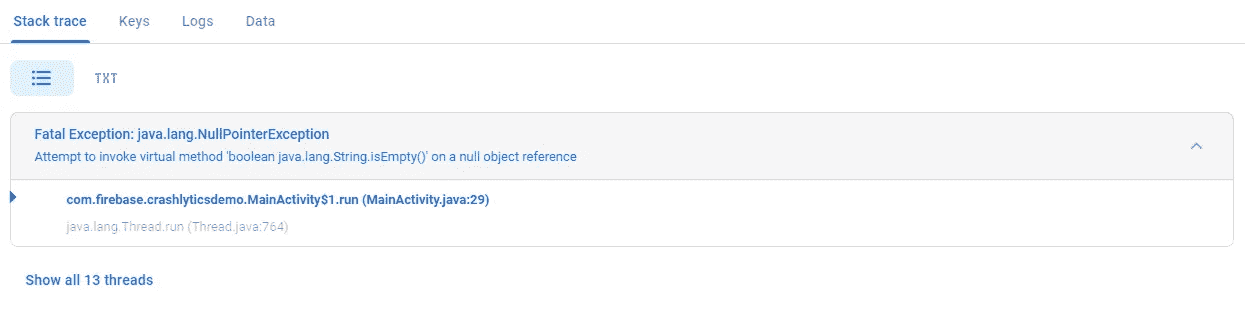 Stack trace Keys Logs Data
TXT
Fatal Exception: java.lang.NullPointerException
Attempt to invoke virtual method 'boolean java.lang.String.isEmpty()' on a null object reference
com.firebase.crashlyticsdemo.MainActivity$1.run (MainActivity.java:29)
java.lang.Thread.run (Thread.java:764)
Show all 13 threads